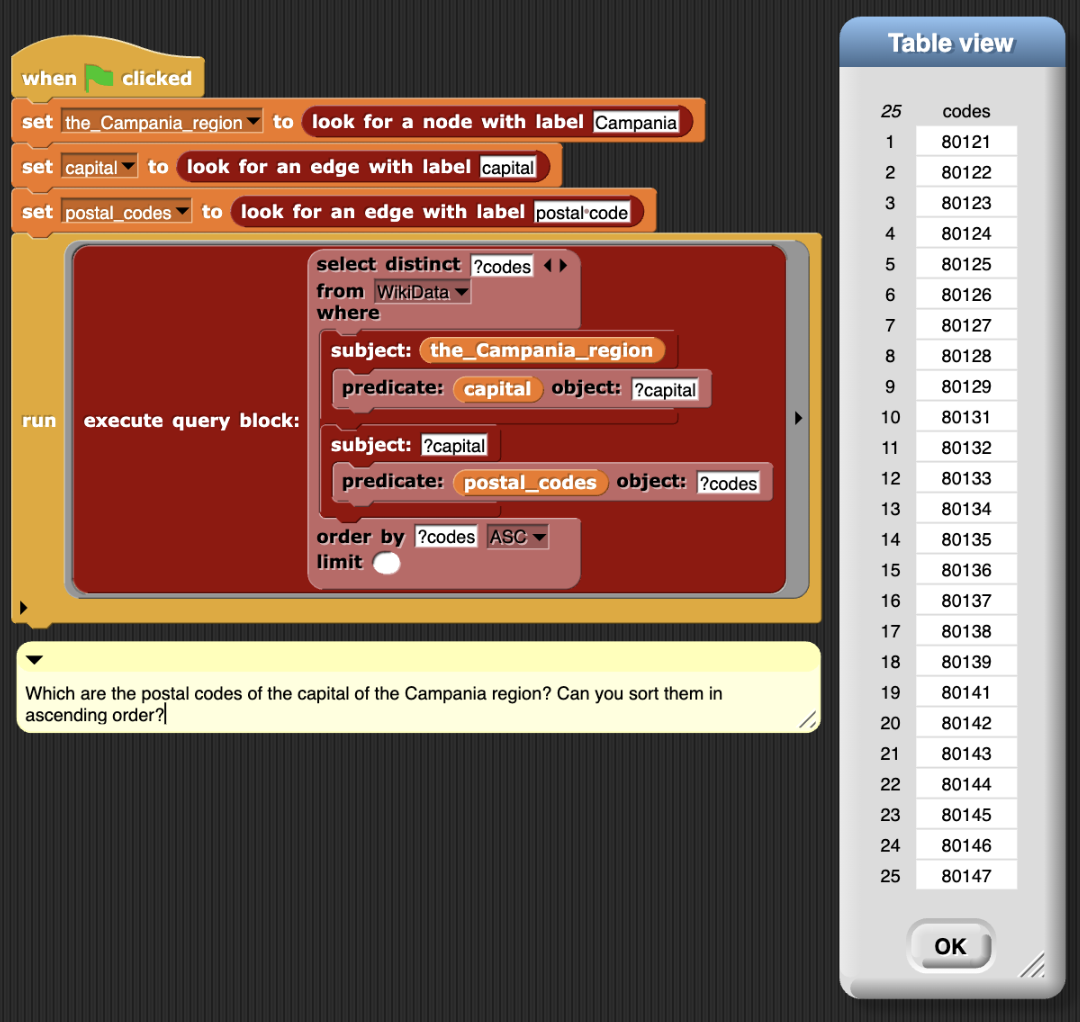 when clicked
set the_Campania_region to look for a node with label Campania
set capital to look for an edge with label capital
set postal_codes to look for an edge with label postal code
run execute query block:
select distinct ?codes
from WikiData
where
subject: the_Campania_region
predicate: capital object: ?capital
subject: ?capital
predicate: postal_codes object: ?codes
order by ?codes ASC
limit
Which are the postal codes of the capital of the Campania region? Can you sort them in
ascending order?
Table view
25 codes
1 80121
2 80122
3 80123
4 80124
5 80125
6 80126
7 80127
8 80128
9 80129
10 80131
11 80132
12 80133
13 80134
14 80135
15 80136
16 80137
17 80138
18 80139
19 80141
20 80142
21 80143
22 80144
23 80145
24 80146
25 80147
OK